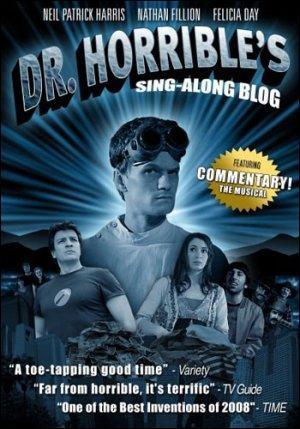 NEIL PATRICK HARRIS   NATHAN FILLION   FELICIA DAY
DR. HORRIBLE'S
SING-ALONG BLOG
FEATURING
COMMENTARY!
THE MUSICAL
"A toe-tapping good time" - Variety
"Far from horrible, it's terrific" - TV Guide
"One of the Best Inventions of 2008" - TIME